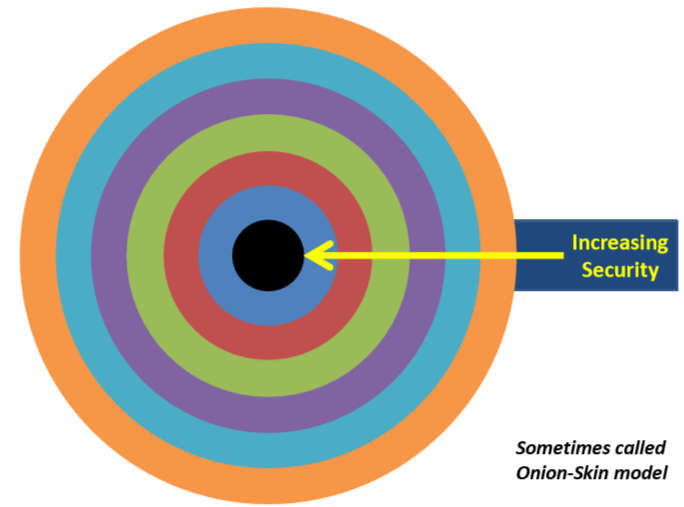 Increasing
Security
Sometimes called
Onion-Skin model